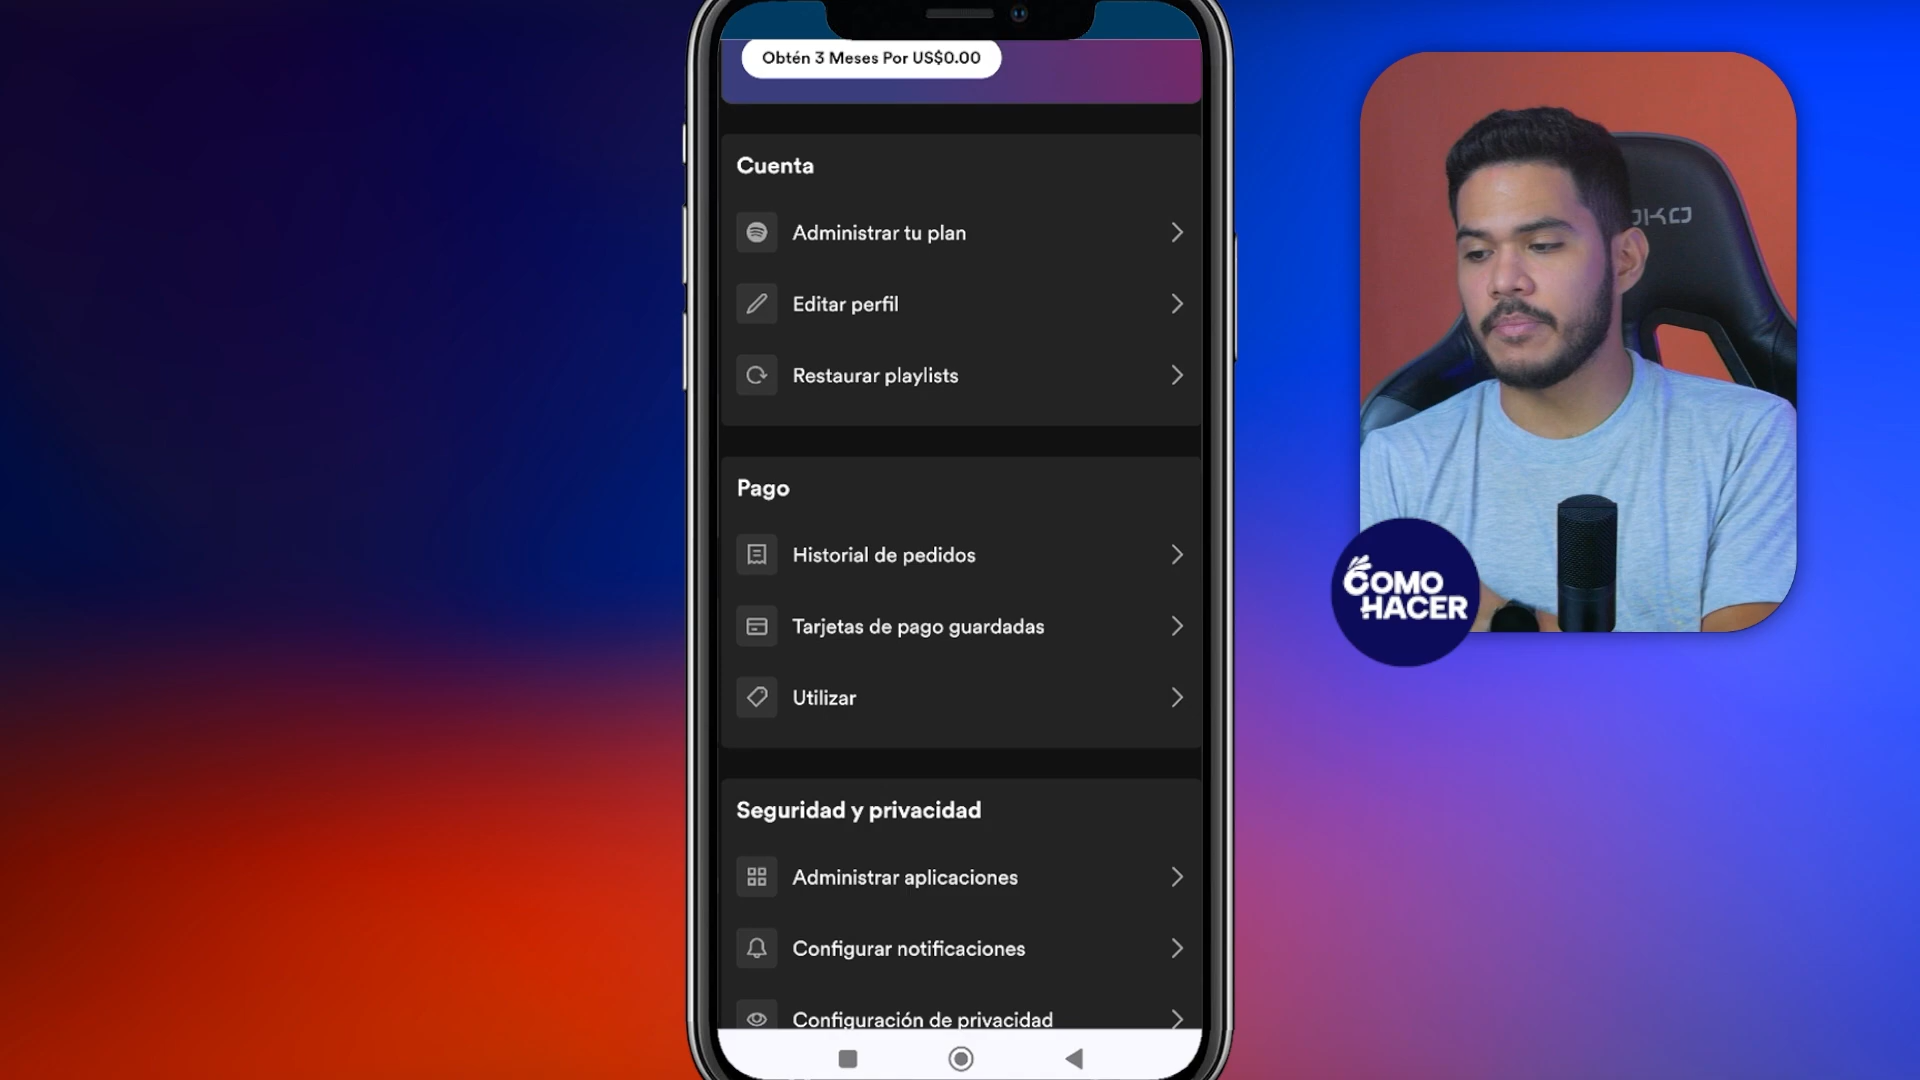 Obtén 3 Meses Por US$0.00
Cuenta
Administrar tu plan
Editar perfil
Restaurar playlists
Pago
Historial de pedidos
Tarjetas de pago guardadas
Utilizar
Seguridad y privacidad
Administrar aplicaciones
Configurar notificaciones
Configuración de privacidad
COMO
HACER